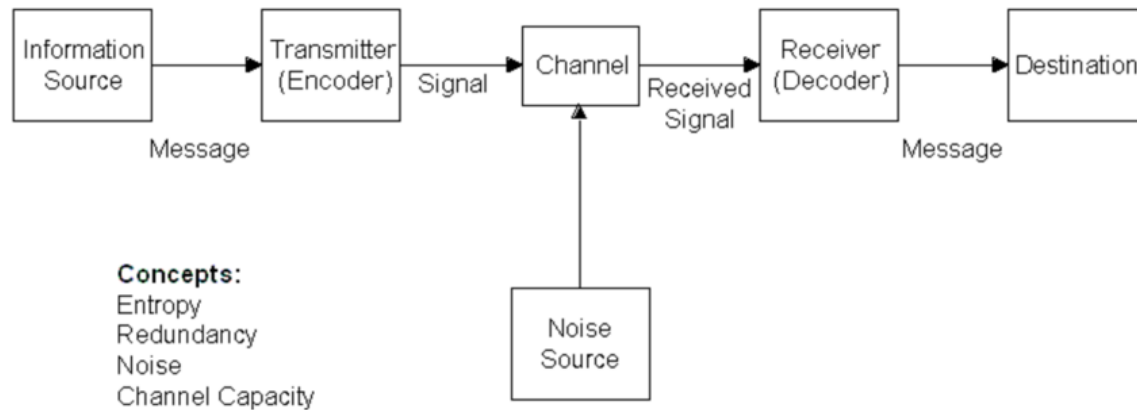 Information
Source
Transmitter
(Encoder)
Channel
Receiver
(Decoder)
Destination
Signal
Received
Signal
Message
Message
Noise
Source
Concepts:
Entropy
Redundancy
Noise
Channel Capacity